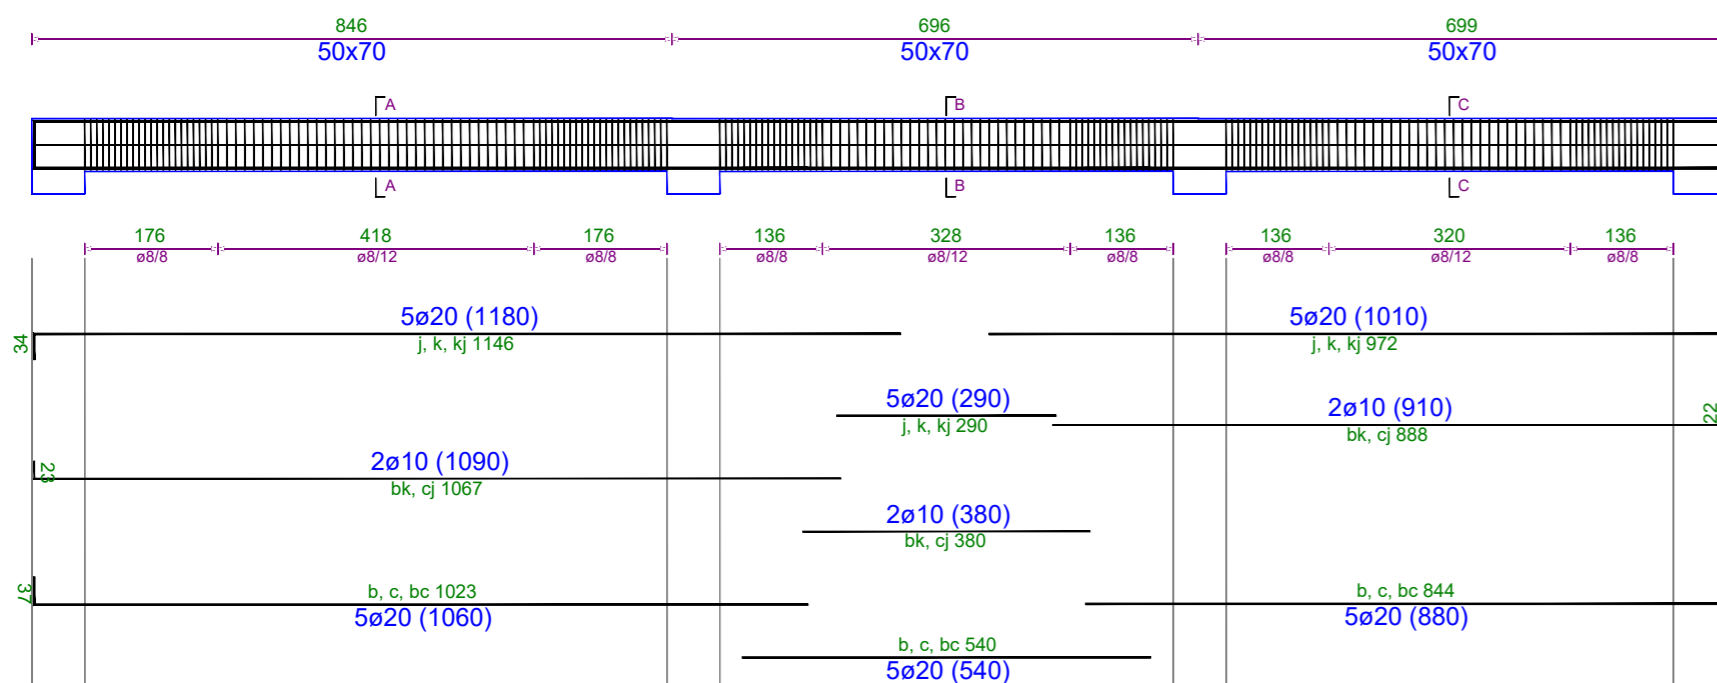 846 696 699
50x70 50x70 50x70
A B C
A B C
176 418 176 136 328 136 136 320 136
ø8/8 ø8/12 ø8/8 ø8/8 ø8/12 ø8/8 ø8/8 ø8/12 ø8/8
5ø20 (1180) 5ø20 (1010)
34 j, k, kj 1146 j, k, kj 972
5ø20 (290) 2ø10 (910) 22
j, k, kj 290 bk, cj 888
2ø10 (1090)
23 bk, cj 1067
2ø10 (380)
bk, cj 380
37 b, c, bc 1023 b, c, bc 844
5ø20 (1060) 5ø20 (880)
b, c, bc 540
5ø20 (540)